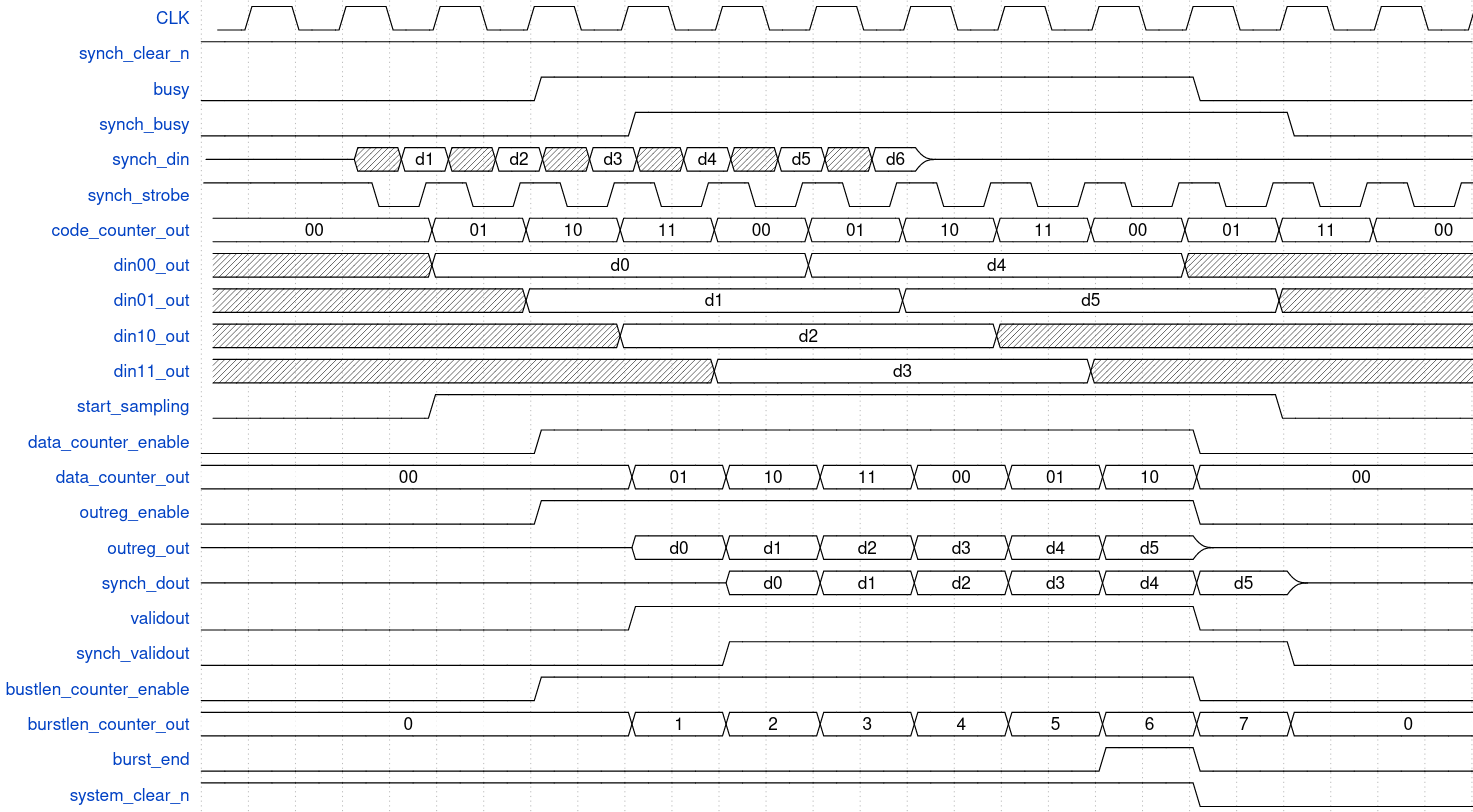 CLK
synch_clear_n
busy
synch_busy
synch_din d1 d2 d3 d4 d5 d6
synch_strobe
code_counter_out 00 01 10 11 00 01 10 11 00 01 11 00
din00_out d0 d4
din01_out d1 d5
din10_out d2
din11_out d3
start_sampling
data_counter_enable
data_counter_out 00 01 10 11 00 01 10 00
outreg_enable
outreg_out d0 d1 d2 d3 d4 d5
synch_dout d0 d1 d2 d3 d4 d5
validout
synch_validout
bustlen_counter_enable
burstlen_counter_out 0 1 2 3 4 5 6 7 0
burst_end
system_clear_n